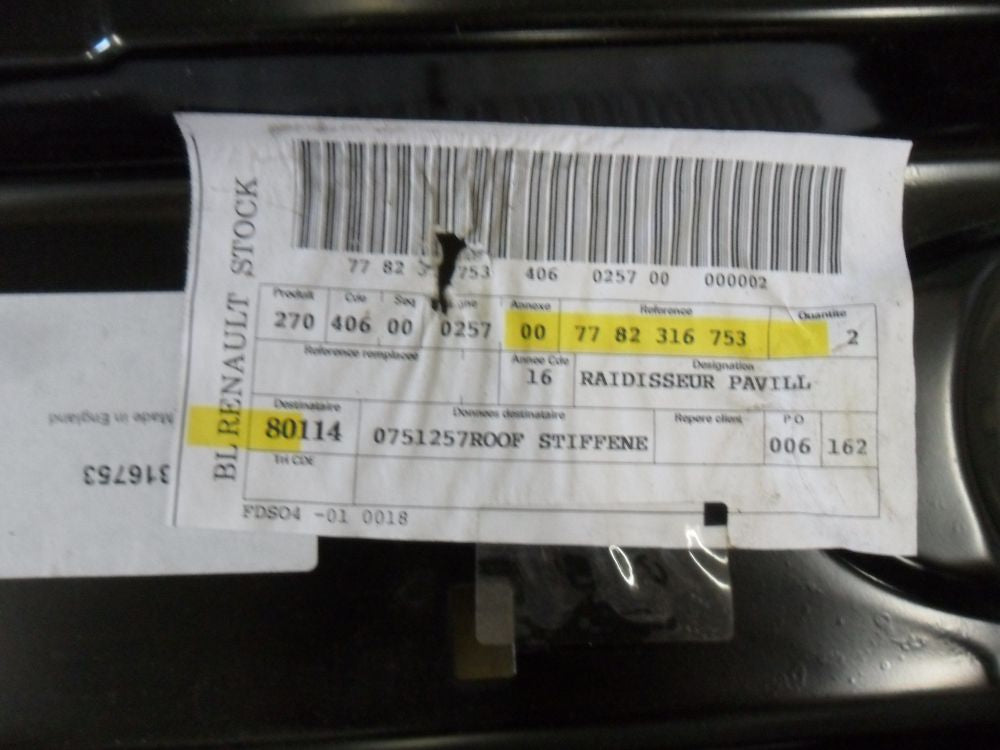 BL RENAULT STOCK
77 82 3 753 406 0257 00 000002
Produit Cde Seq Annexe Reference Quantite
270 406 00 0257 00 77 82 316 753 2
Reference remplacee Annee Cde Designation
16 RAIDISSEUR PAVILL
Destinataire Donnees destinataire Repere client P O
80114 0751257ROOF STIFFENE 006 162
Tri CDE
FDS04 -01 0018
Made in England
316753